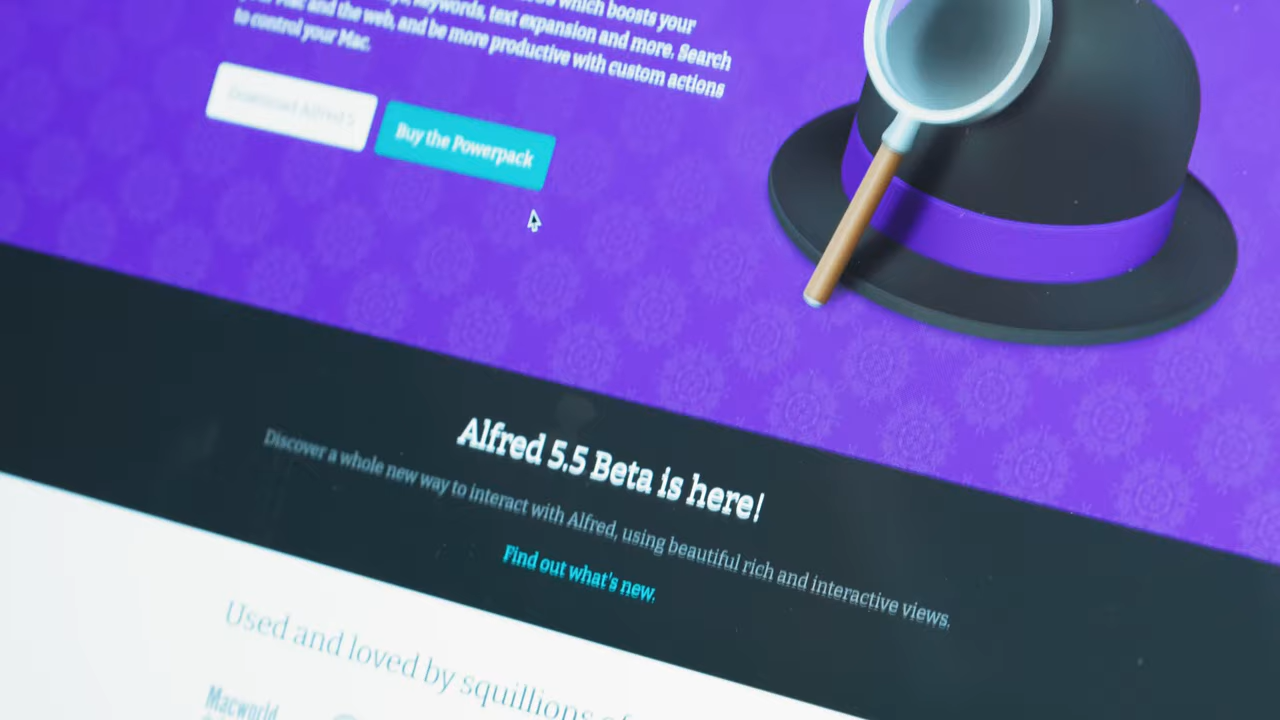 which boosts your
keywords, text expansion and more. Search
and the web, and be more productive with custom actions
to control your Mac.
Download Alfred 5
Buy the Powerpack
Alfred 5.5 Beta is here!
Discover a whole new way to interact with Alfred, using beautiful rich and interactive views.
Find out what's new.
Used and loved by squillions of
Macworld